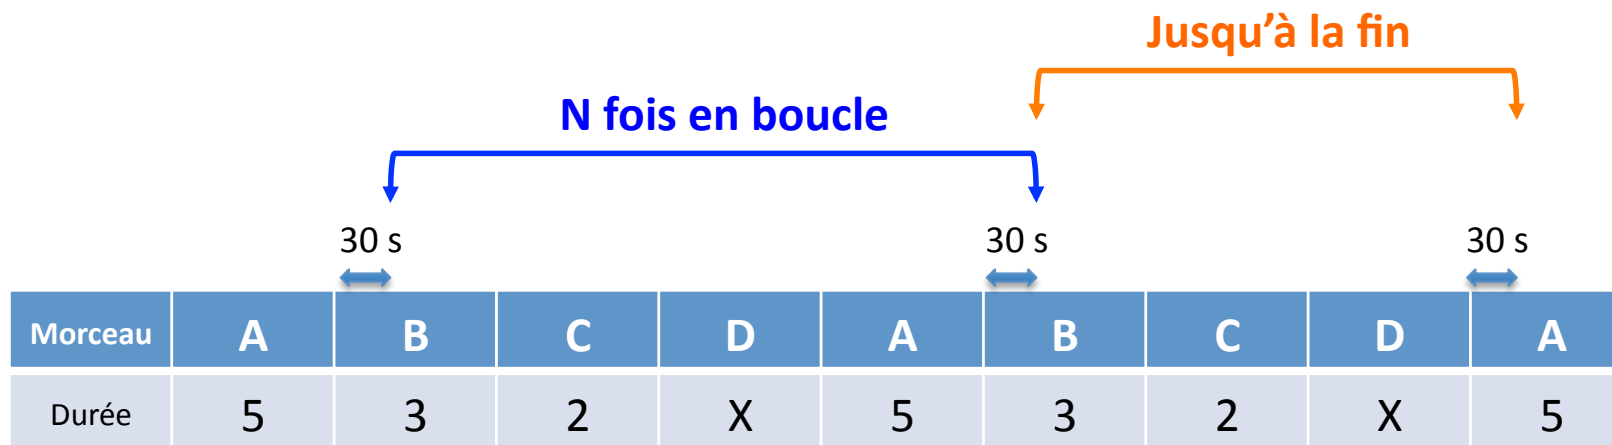 Jusqu’à la fin
N fois en boucle
30 s 30 s 30 s
Morceau A B C D A B C D A
Durée 5 3 2 X 5 3 2 X 5